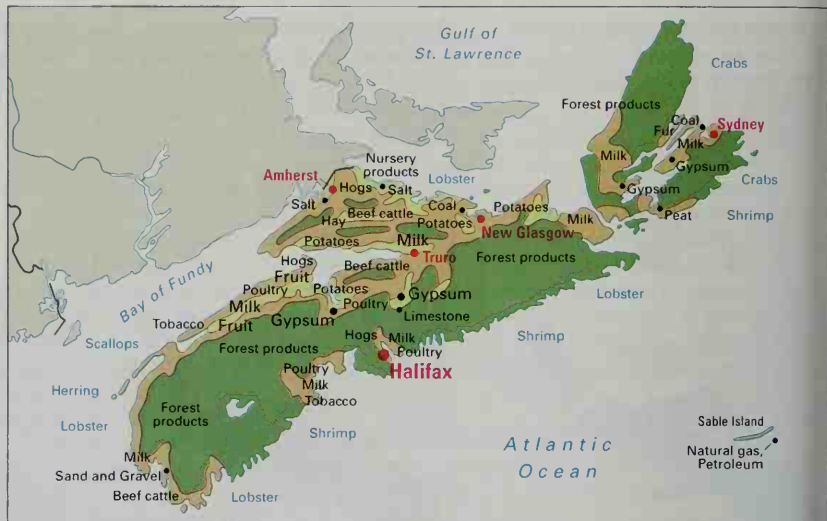 Gulf of
St. Lawrence
Crabs
Forest products
Coal
Sydney
Fur
Milk
Nursery
products
Milk
Gypsum
Amherst
Hogs
Salt
Lobster
Gypsum
Crabs
Salt
Coal
Potatoes
Beef cattle
Peat
Shrimp
Hay
Potatoes
Milk
New Glasgow
Potatoes
Milk
Truro
Hogs
Forest products
Beef cattle
Fruit
Bay of Fundy
Poultry
Potatoes
Gypsum
Lobster
Milk
Poultry
Limestone
Tobacco
Fruit
Gypsum
Hogs
Milk
Shrimp
Scallops
Forest products
Poultry
Halifax
Poultry
Herring
Milk
Tobacco
Forest
products
Lobster
Sable Island
Shrimp
Atlantic
Ocean
Natural gas,
Petroleum
Milk
Sand and Gravel
Beef cattle
Lobster